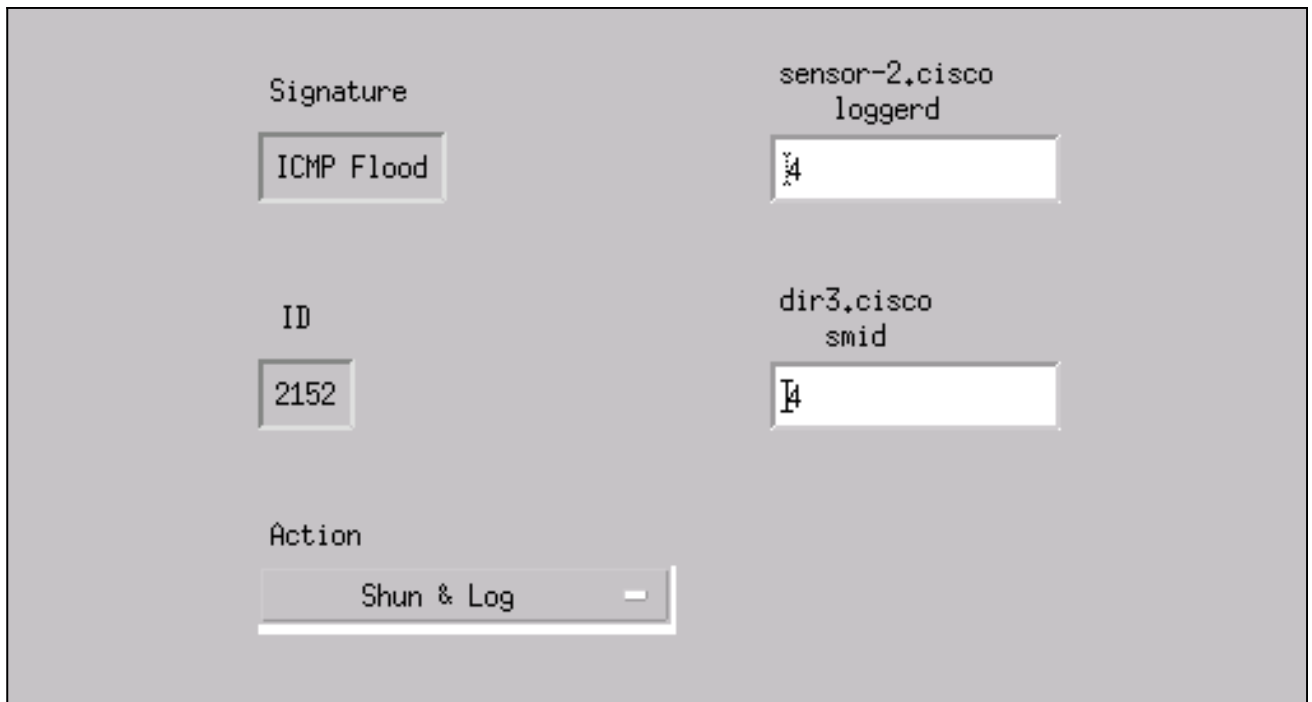 Signature
ICMP Flood
ID
2152
Action
Shun & Log
sensor-2.cisco
loggerd
4
dir3.cisco
smid
4